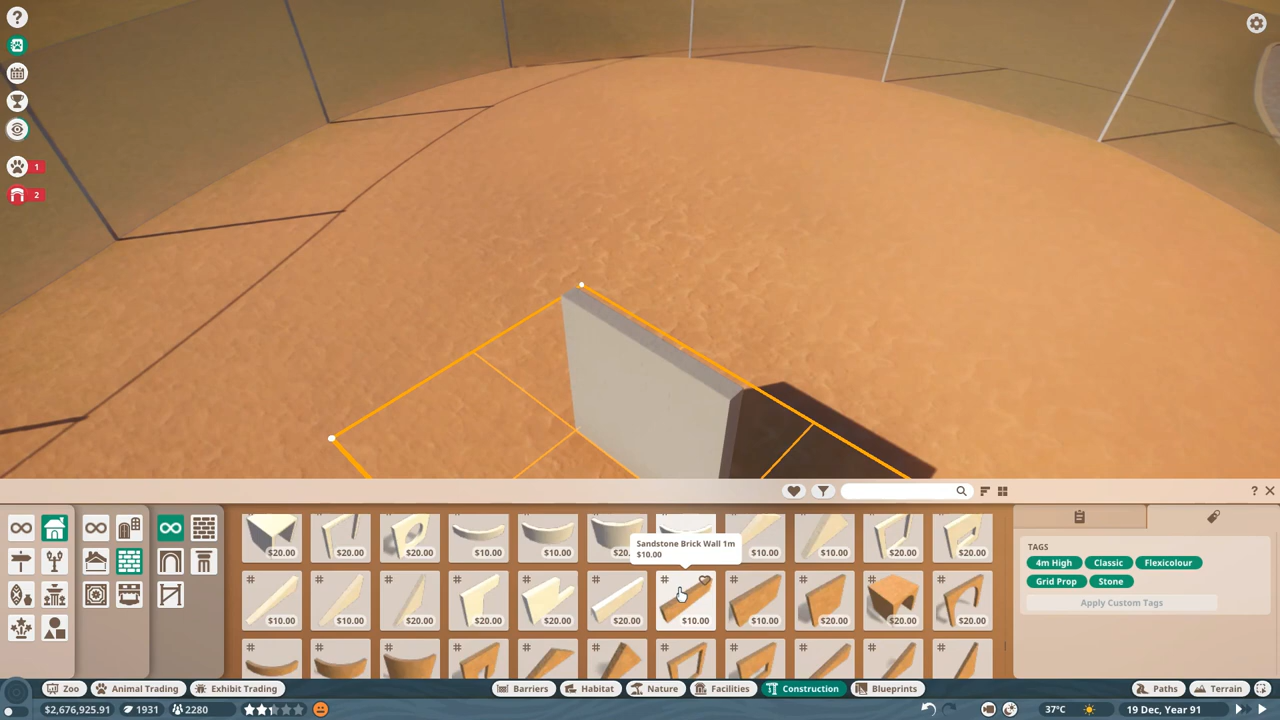 ?
1
2
? ×
Sandstone Brick Wall 1m
$10.00
$20.00 $20.00 $20.00 $10.00 $10.00 $20.00 $10.00 $10.00 $20.00 $20.00
$10.00 $10.00 $20.00 $20.00 $20.00 $20.00 $10.00 $10.00 $20.00 $20.00 $20.00
TAGS
4m High Classic Flexicolour
Grid Prop Stone
Apply Custom Tags
Zoo Animal Trading Exhibit Trading Barriers Habitat Nature Facilities Construction Blueprints Paths Terrain
$2,676,925.91 1931 2280 37°C 19 Dec, Year 91